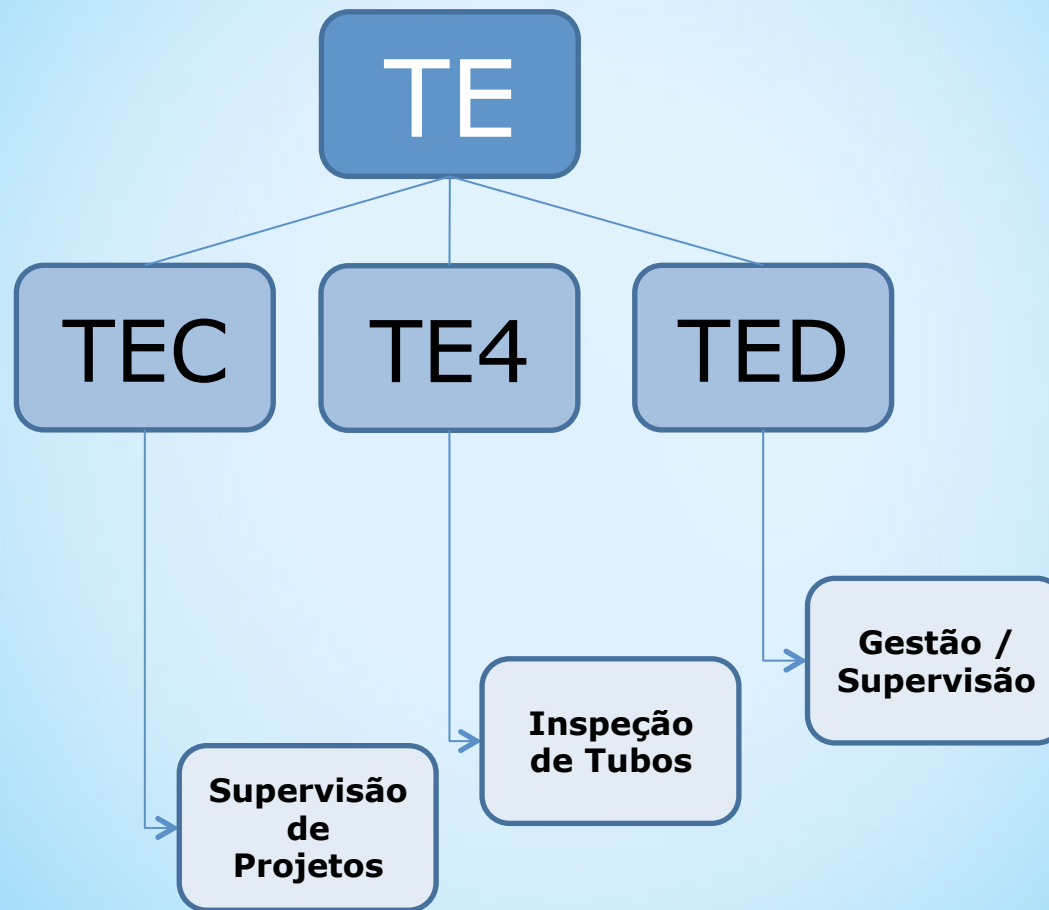 TE
TEC
TE4
TED
Gestão /
Supervisão
Inspeção
de Tubos
Supervisão
de
Projetos